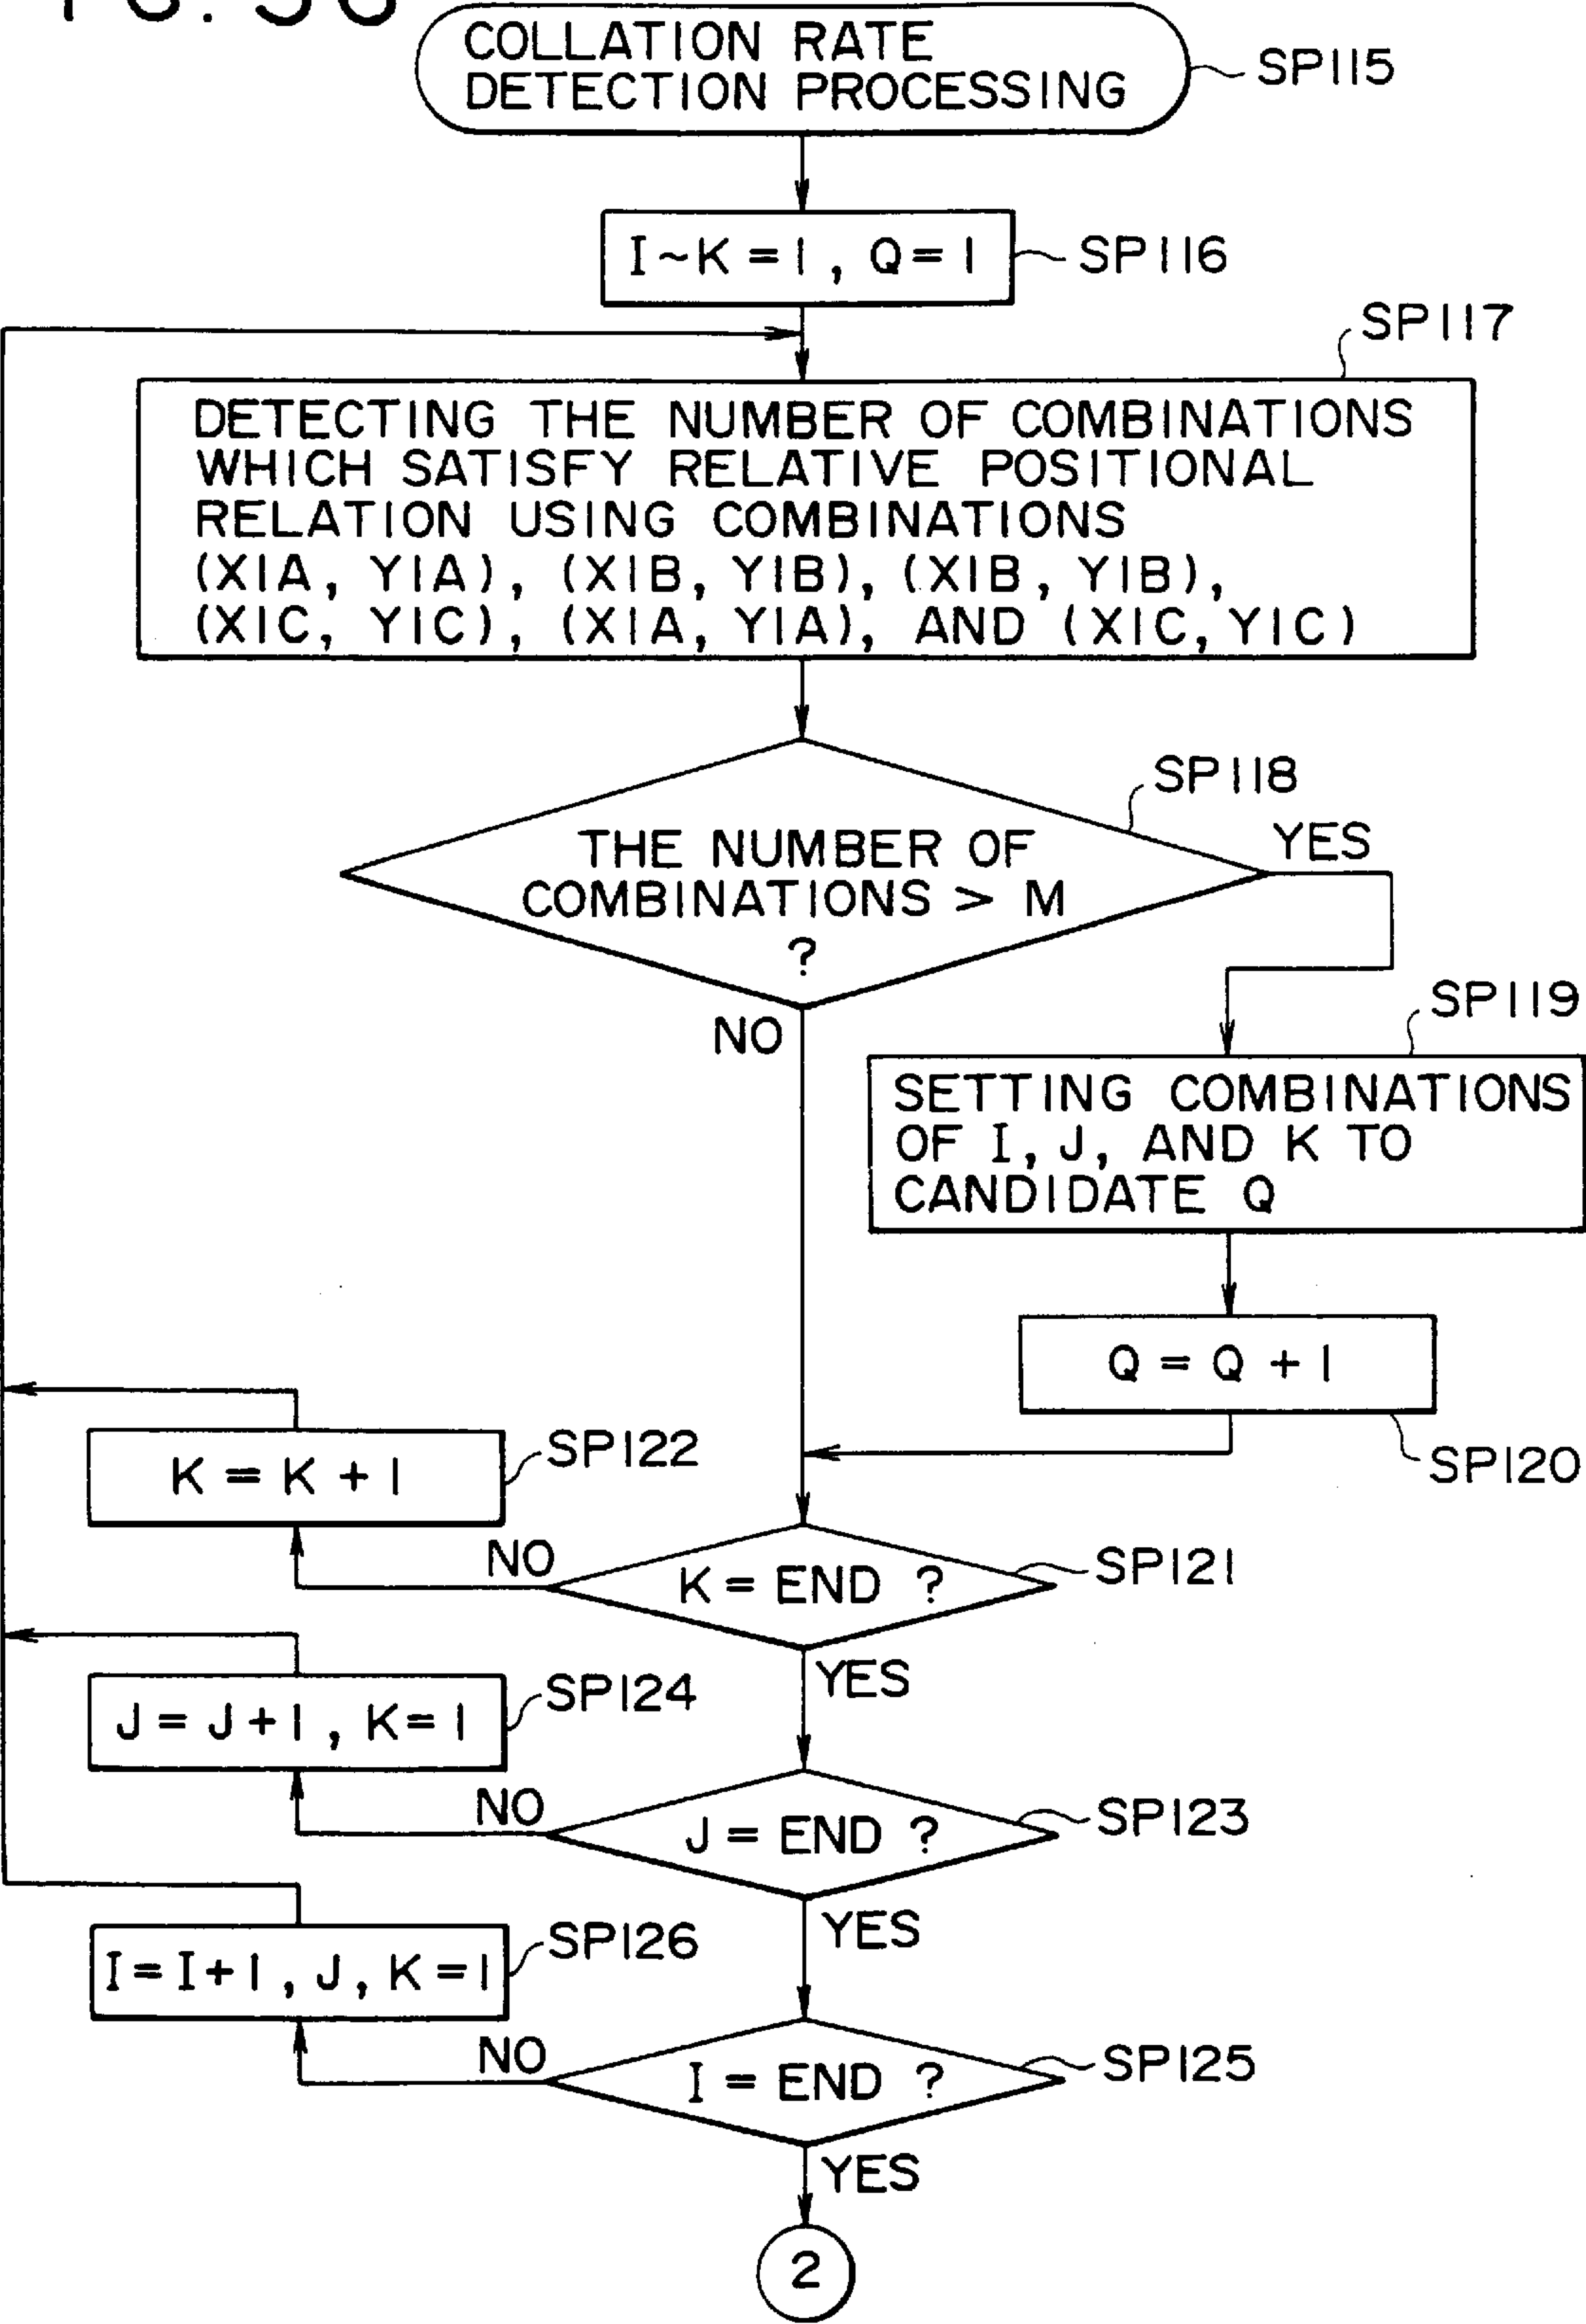 COLLATION RATE
DETECTION PROCESSING
SP115
I~K = 1, Q = 1
SP116
SP117
DETECTING THE NUMBER OF COMBINATIONS
WHICH SATISFY RELATIVE POSITIONAL
RELATION USING COMBINATIONS
(XIA, YIA), (XIB, YIB), (XIB, YIB),
(XIC, YIC), (XIA, YIA), AND (XIC, YIC)
SP118
THE NUMBER OF
COMBINATIONS > M
?
YES
NO
SP119
SETTING COMBINATIONS
OF I, J, AND K TO
CANDIDATE Q
Q = Q + 1
SP120
K = K + 1
SP122
NO
K = END ?
SP121
YES
J = J+1, K=1
SP124
NO
J = END ?
SP123
YES
I=I+1, J, K=1
SP126
NO
I = END ?
SP125
YES
2